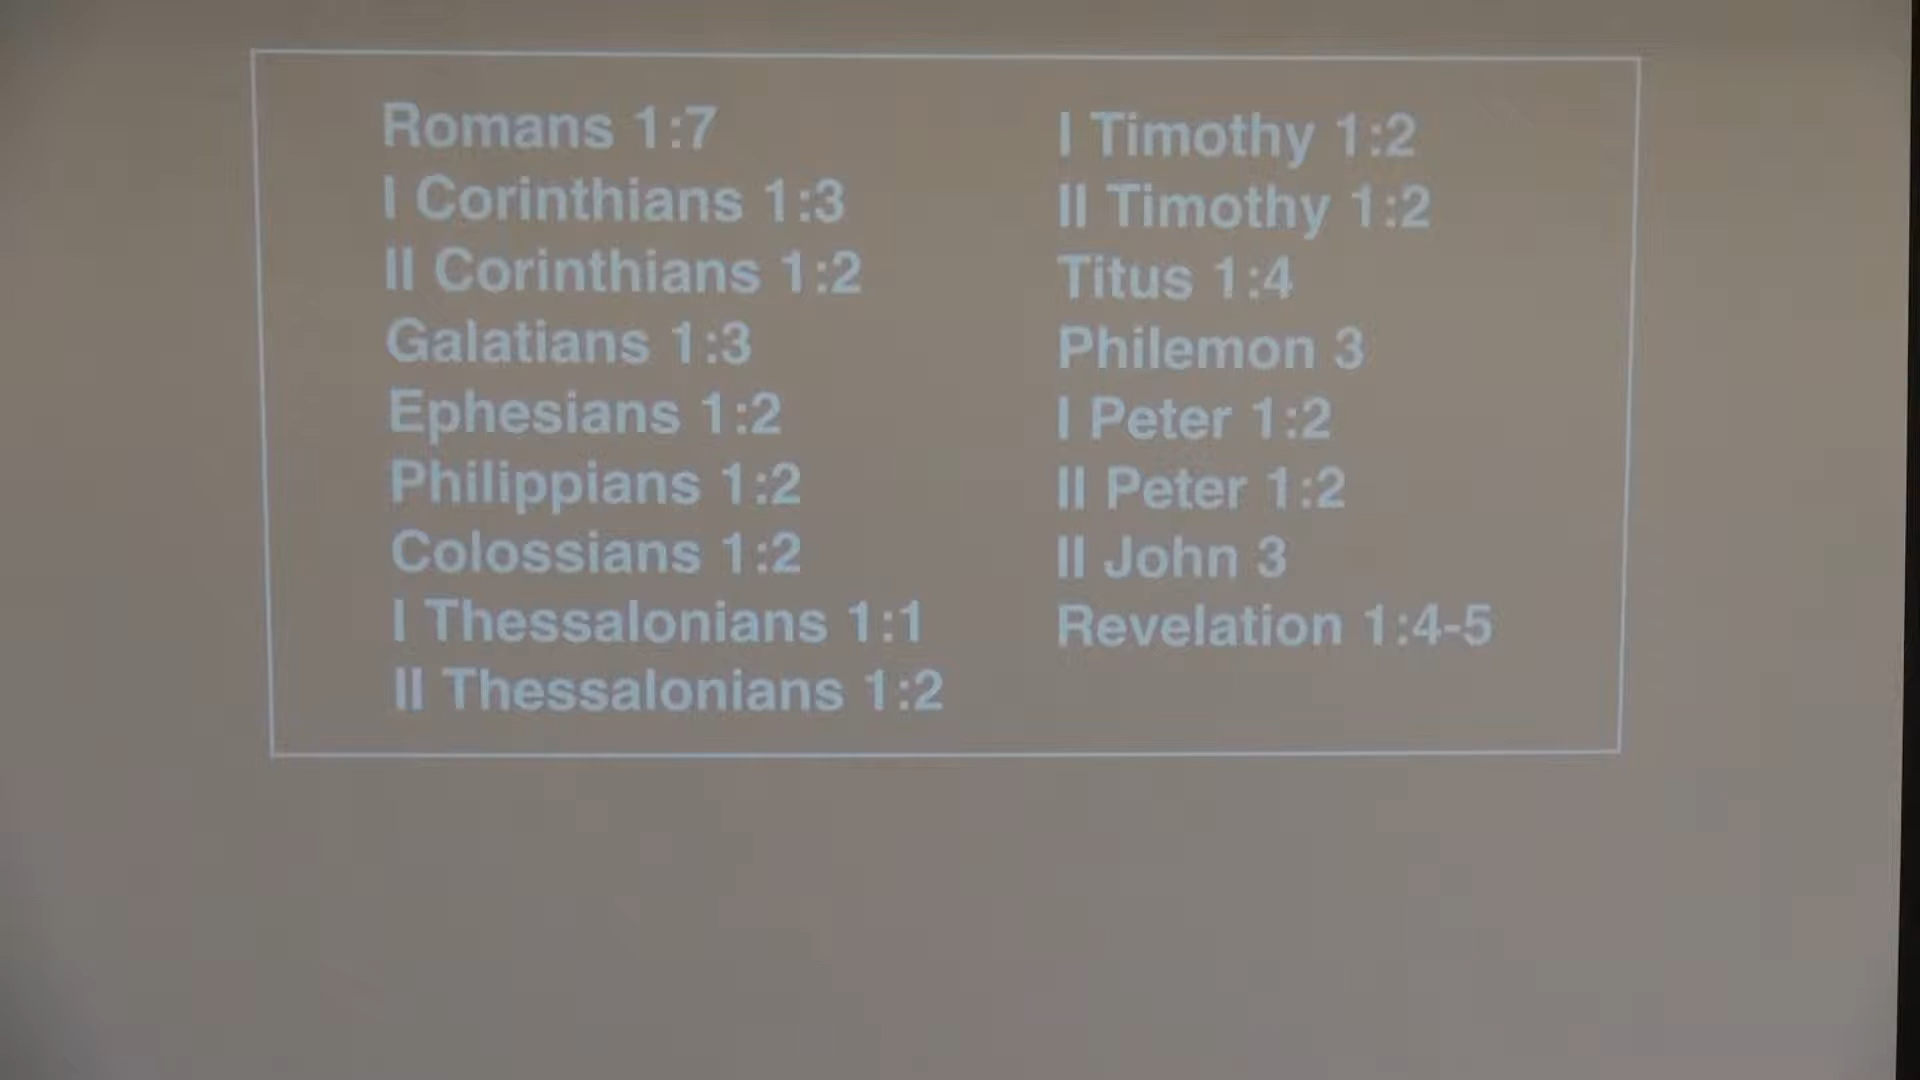 Romans 1:7
I Corinthians 1:3
II Corinthians 1:2
Galatians 1:3
Ephesians 1:2
Philippians 1:2
Colossians 1:2
I Thessalonians 1:1
II Thessalonians 1:2
I Timothy 1:2
II Timothy 1:2
Titus 1:4
Philemon 3
I Peter 1:2
II Peter 1:2
II John 3
Revelation 1:4-5